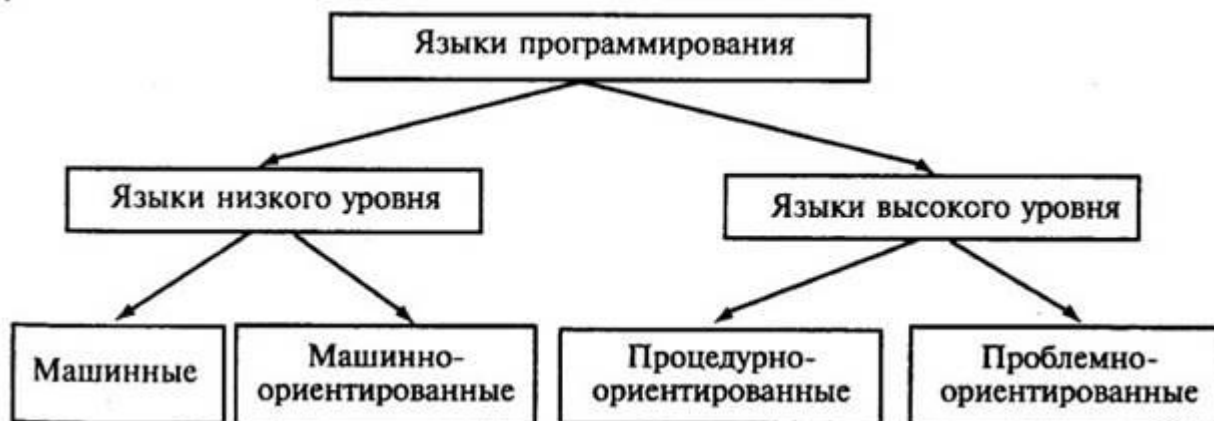 Языки программирования
Языки низкого уровня
Языки высокого уровня
Машинные
Машинно-
ориентированные
Процедурно-
ориентированные
Проблемно-
ориентированные